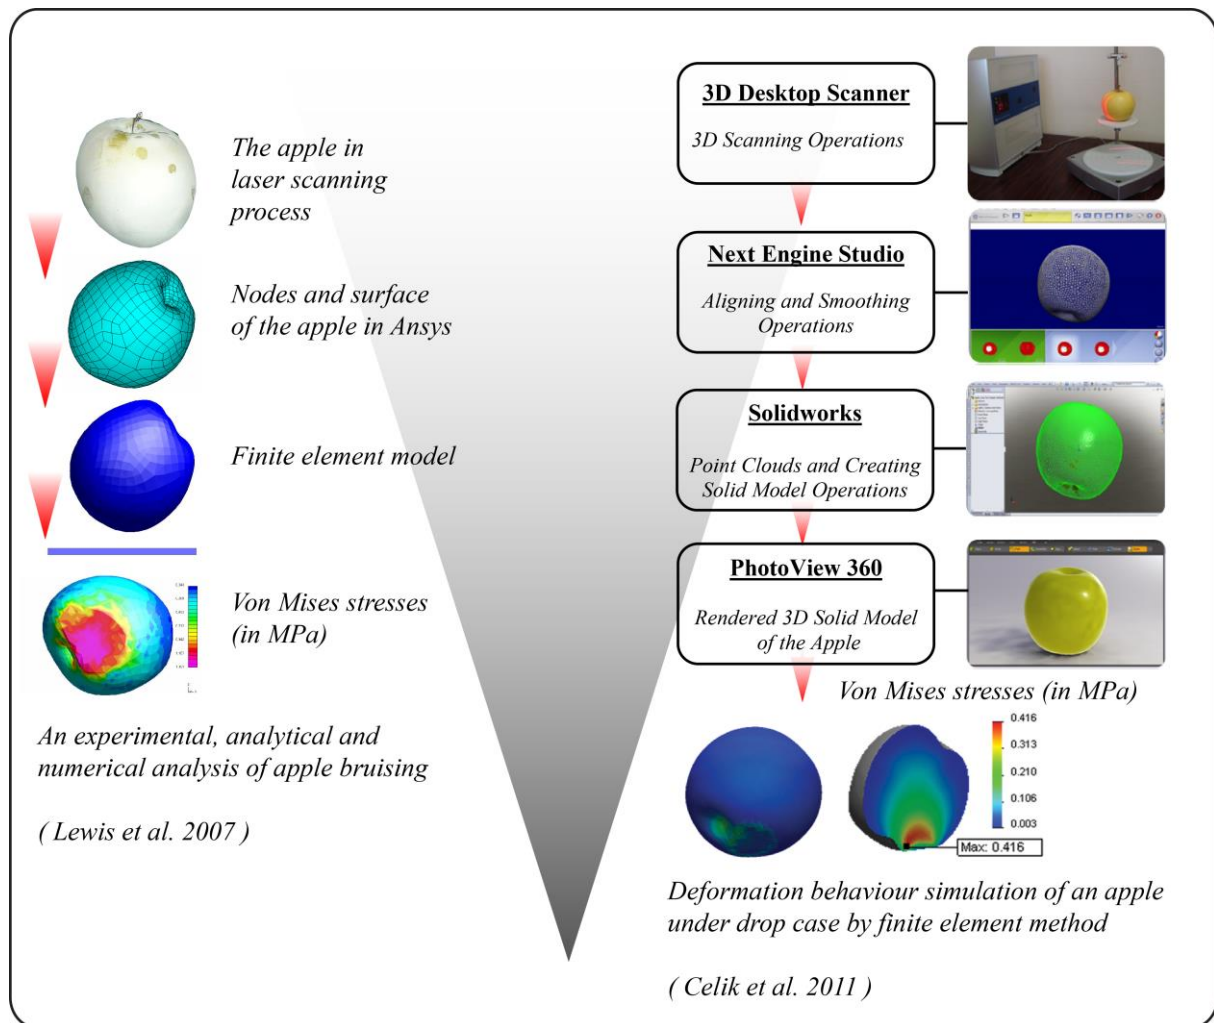 The apple in
laser scanning
process
Nodes and surface
of the apple in Ansys
Finite element model
Von Mises stresses
(in MPa)
An experimental, analytical and
numerical analysis of apple bruising
( Lewis et al. 2007 )
3D Desktop Scanner
3D Scanning Operations
Next Engine Studio
Aligning and Smoothing
Operations
Solidworks
Point Clouds and Creating
Solid Model Operations
PhotoView 360
Rendered 3D Solid Model
of the Apple
Von Mises stresses (in MPa)
0.416
0.313
0.210
0.106
0.003
Max: 0.416
Deformation behaviour simulation of an apple
under drop case by finite element method
( Celik et al. 2011 )